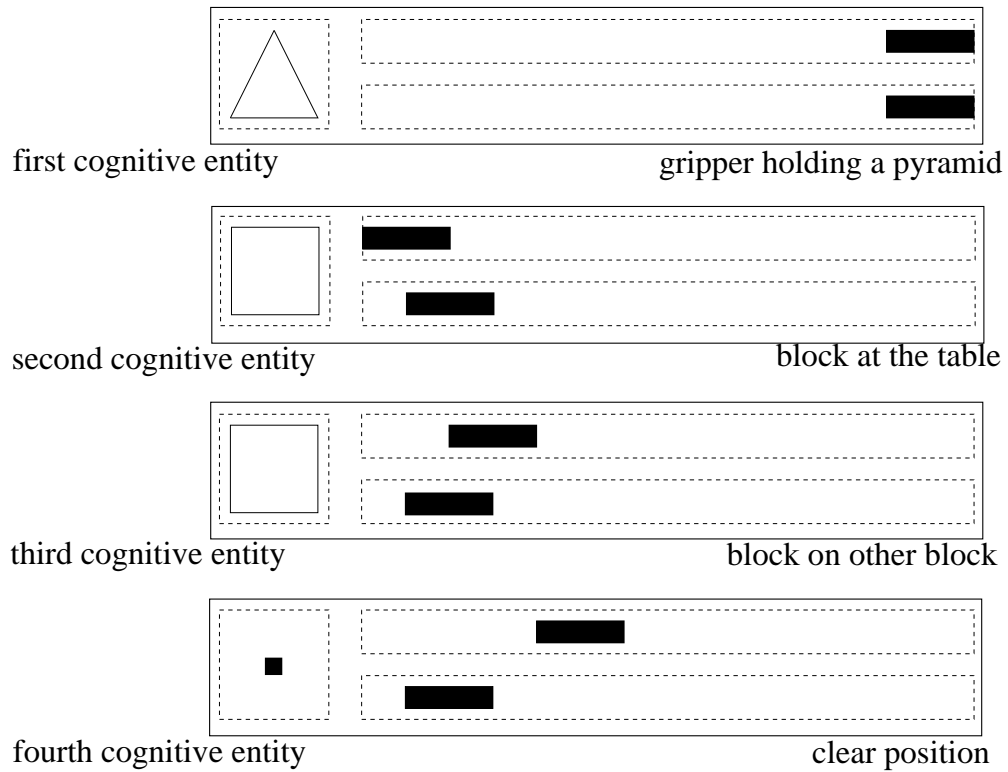 first cognitive entity
gripper holding a pyramid
second cognitive entity
block at the table
third cognitive entity
block on other block
fourth cognitive entity
clear position